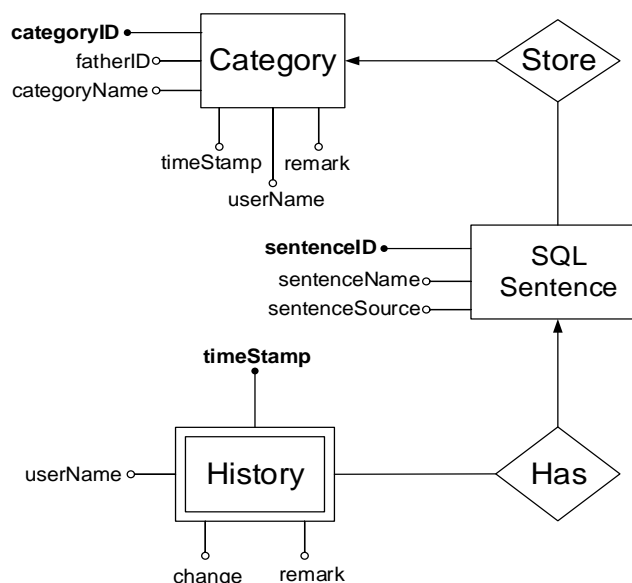 categoryID
fatherID
categoryName
Category
Store
timeStamp
remark
userName
sentenceID
sentenceName
sentenceSource
SQL
Sentence
timeStamp
userName
History
Has
change
remark